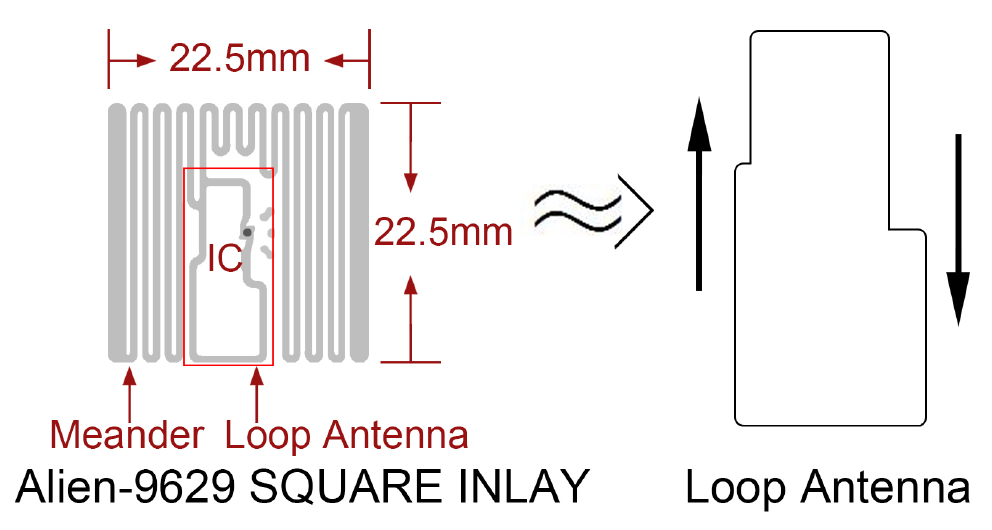 22.5mm
22.5mm
IC
Meander Loop Antenna
Alien-9629 SQUARE INLAY
Loop Antenna